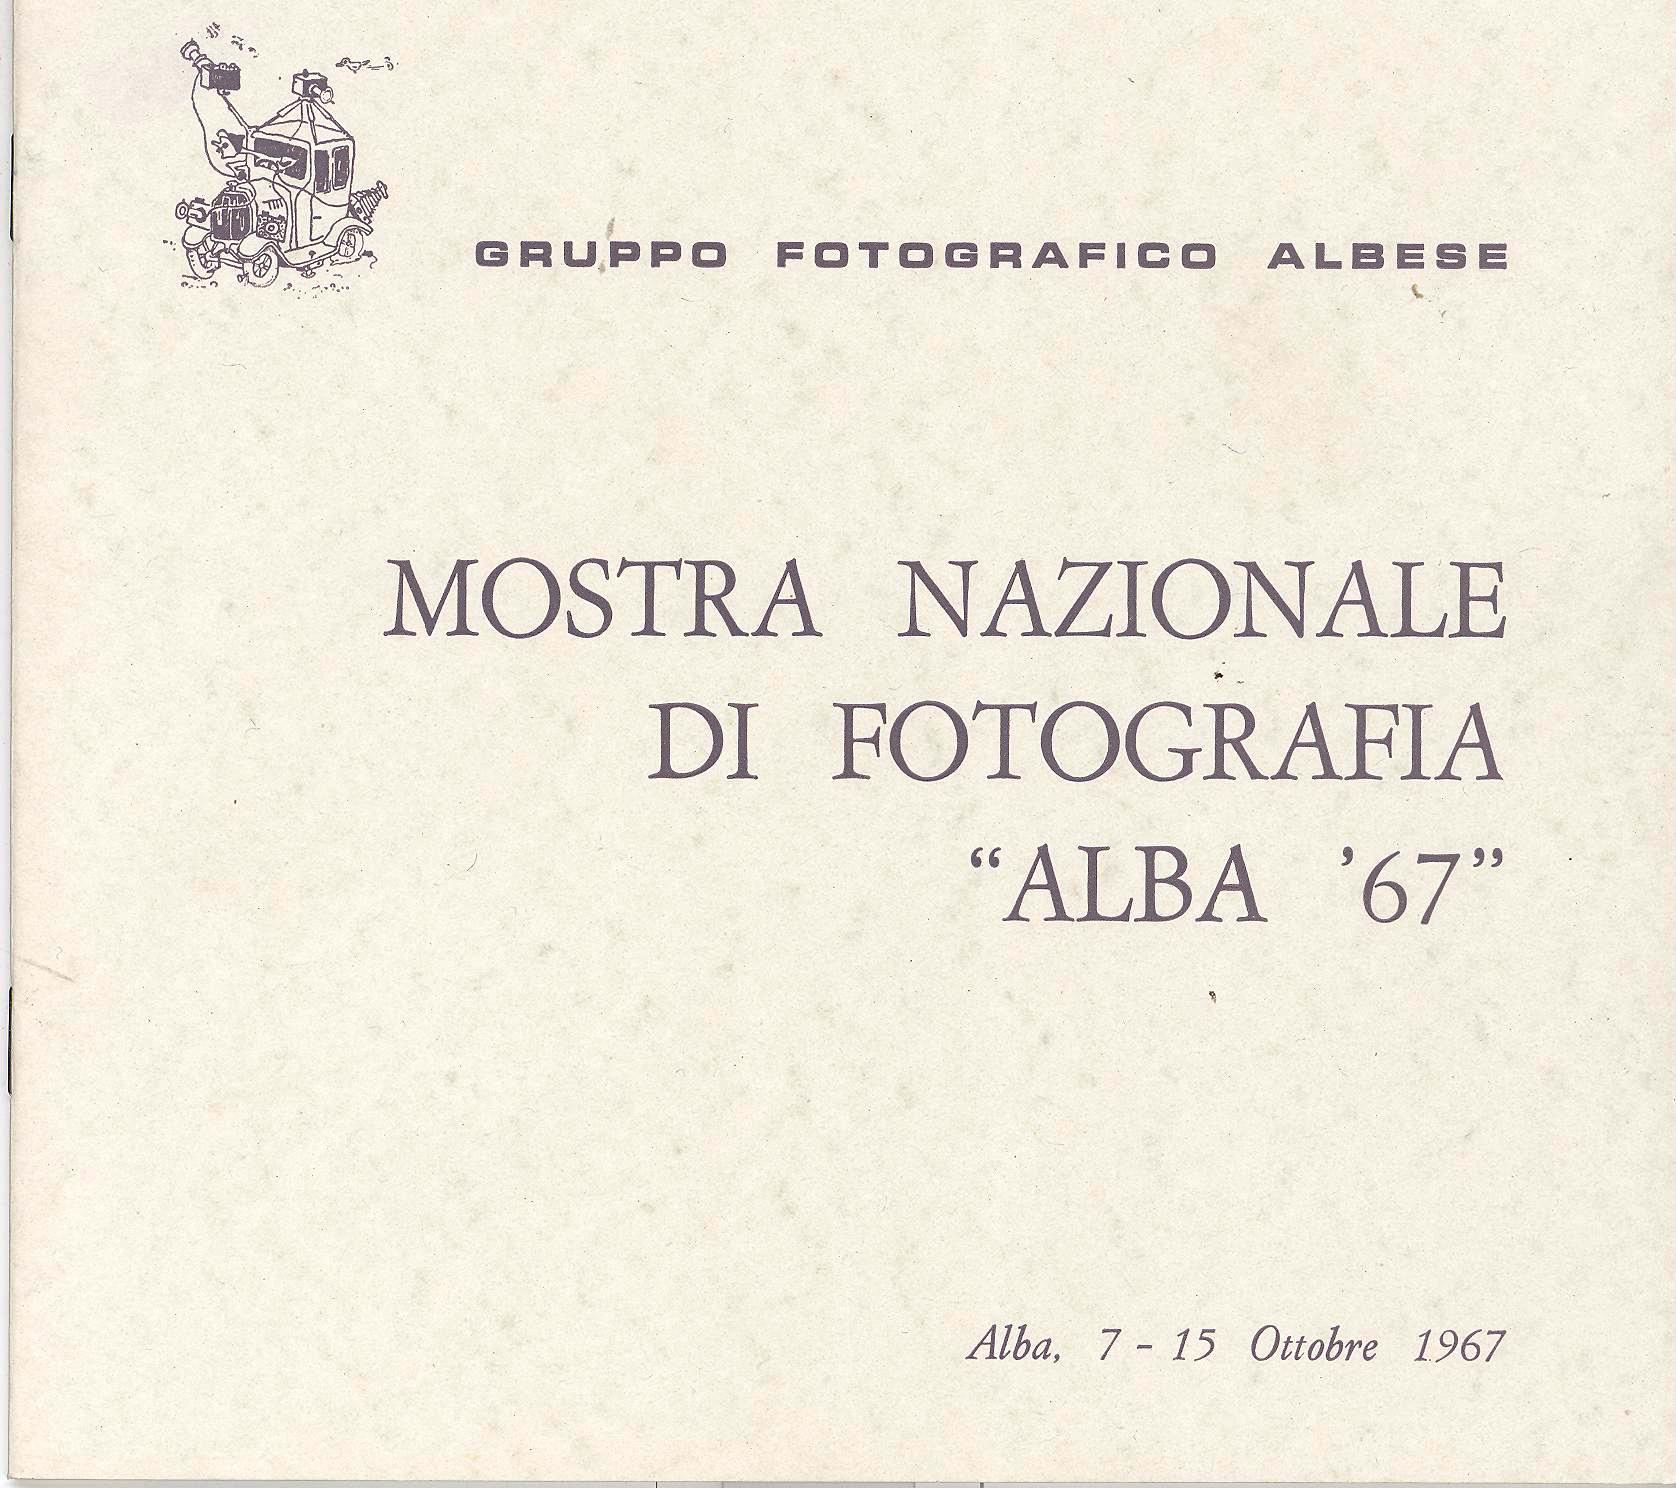 GRUPPO FOTOGRAFICO ALBESE
MOSTRA NAZIONALE
DI FOTOGRAFIA
“ALBA ’67”
Alba, 7 - 15 Ottobre 1967